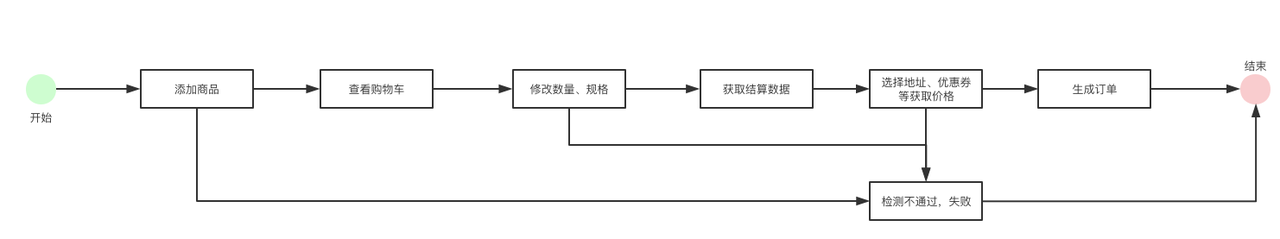 开始
添加商品
查看购物车
修改数量、规格
获取结算数据
选择地址、优惠券
等获取价格
生成订单
结束
检测不通过，失败